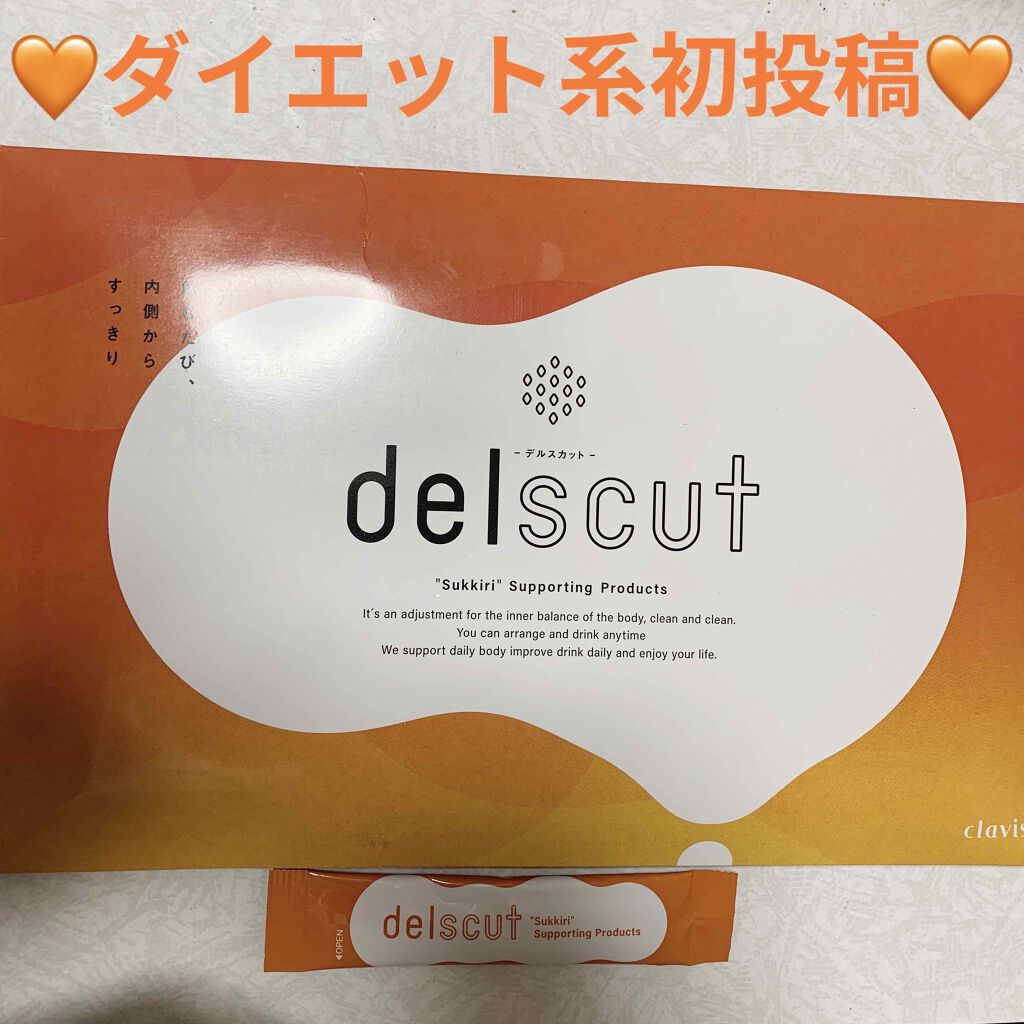 🧡ダイエット系初投稿🧡
たび、
内側から
すっきり
- デルスカット -
delscut
"Sukkiri" Supporting Products
It´s an adjustment for the inner balance of the body, clean and clean.
You can arrange and drink anytime
We support daily body improve drink daily and enjoy your life.
clavis
◀OPEN
delscut
"Sukkiri"
Supporting Products